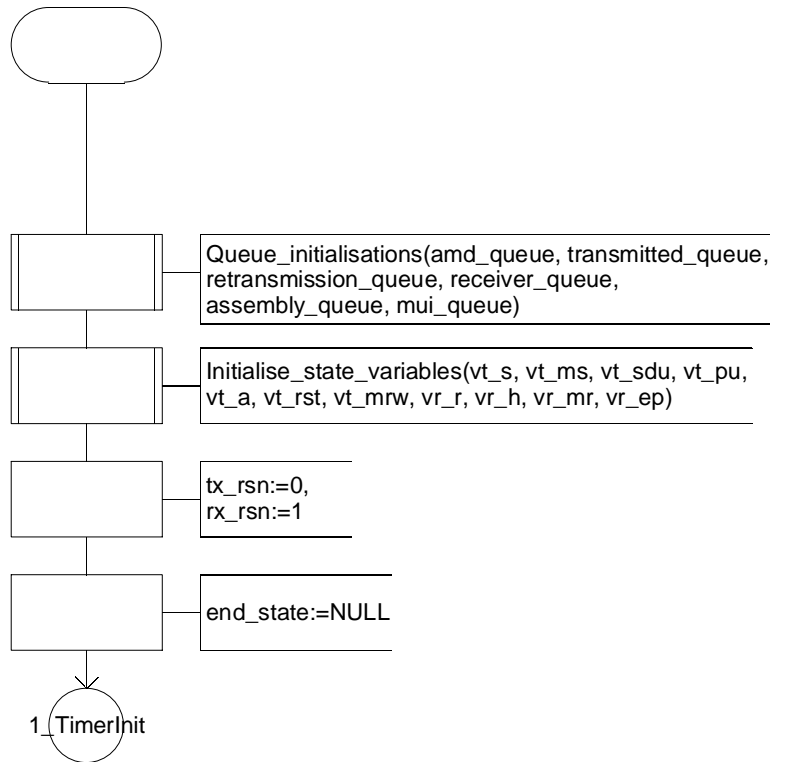 Queue_initialisations(amd_queue, transmitted_queue,
retransmission_queue, receiver_queue,
assembly_queue, mui_queue)
Initialise_state_variables(vt_s, vt_ms, vt_sdu, vt_pu,
vt_a, vt_rst, vt_mrw, vr_r, vr_h, vr_mr, vr_ep)
tx_rsn:=0,
rx_rsn:=1
end_state:=NULL
1_TimerInit